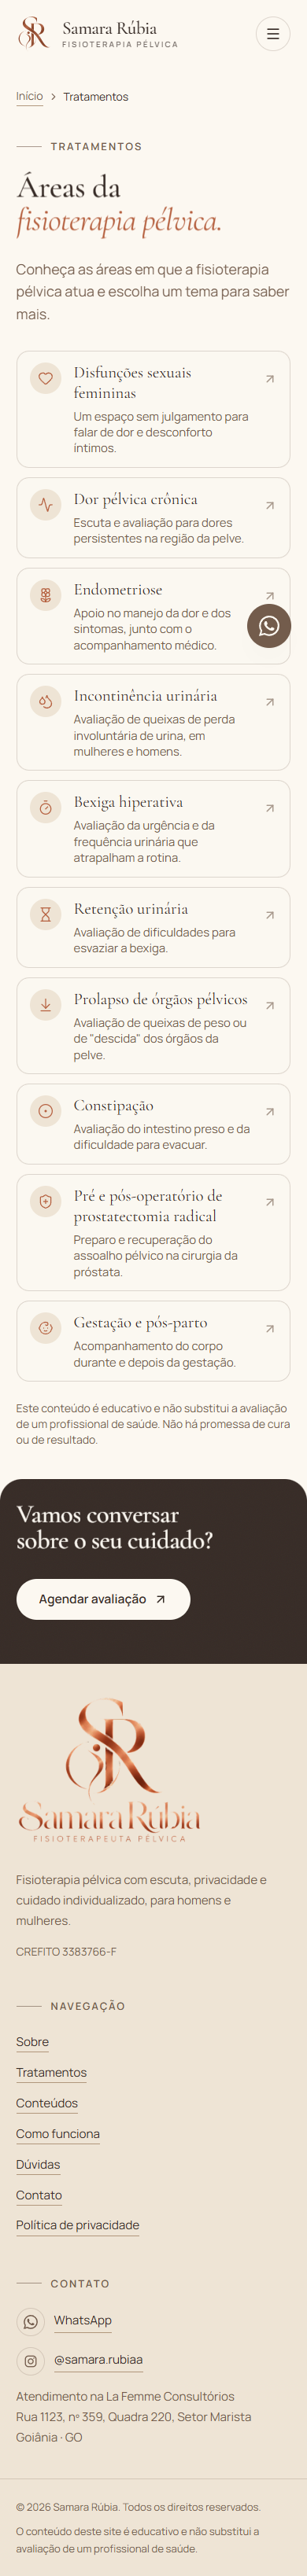 Samara Rúbia
FISIOTERAPIA PÉLVICA
Início > Tratamentos
TRATAMENTOS
Áreas da
fisioterapia pélvica.
Conheça as áreas em que a fisioterapia
pélvica atua e escolha um tema para saber
mais.
Disfunções sexuais
femininas
Um espaço sem julgamento para
falar de dor e desconforto
íntimos.
Dor pélvica crônica
Escuta e avaliação para dores
persistentes na região da pelve.
Endometriose
Apoio no manejo da dor e dos
sintomas, junto com o
acompanhamento médico.
Incontinência urinária
Avaliação de queixas de perda
involuntária de urina, em
mulheres e homens.
Bexiga hiperativa
Avaliação da urgência e da
frequência urinária que
atrapalham a rotina.
Retenção urinária
Avaliação de dificuldades para
esvaziar a bexiga.
Prolapso de órgãos pélvicos
Avaliação de queixas de peso ou
de "descida" dos órgãos da
pelve.
Constipação
Avaliação do intestino preso e da
dificuldade para evacuar.
Pré e pós-operatório de
prostatectomia radical
Preparo e recuperação do
assoalho pélvico na cirurgia da
próstata.
Gestação e pós-parto
Acompanhamento do corpo
durante e depois da gestação.
Este conteúdo é educativo e não substitui a avaliação
de um profissional de saúde. Não há promessa de cura
ou de resultado.
Vamos conversar
sobre o seu cuidado?
Agendar avaliação
SR
Samara Rúbia
FISIOTERAPEUTA PÉLVICA
Fisioterapia pélvica com escuta, privacidade e
cuidado individualizado, para homens e
mulheres.
CREFITO 3383766-F
NAVEGAÇÃO
Sobre
Tratamentos
Conteúdos
Como funciona
Dúvidas
Contato
Política de privacidade
CONTATO
WhatsApp
@samara.rubiaa
Atendimento na La Femme Consultórios
Rua 1123, nº 359, Quadra 220, Setor Marista
Goiânia · GO
© 2026 Samara Rúbia. Todos os direitos reservados.
O conteúdo deste site é educativo e não substitui a
avaliação de um profissional de saúde.